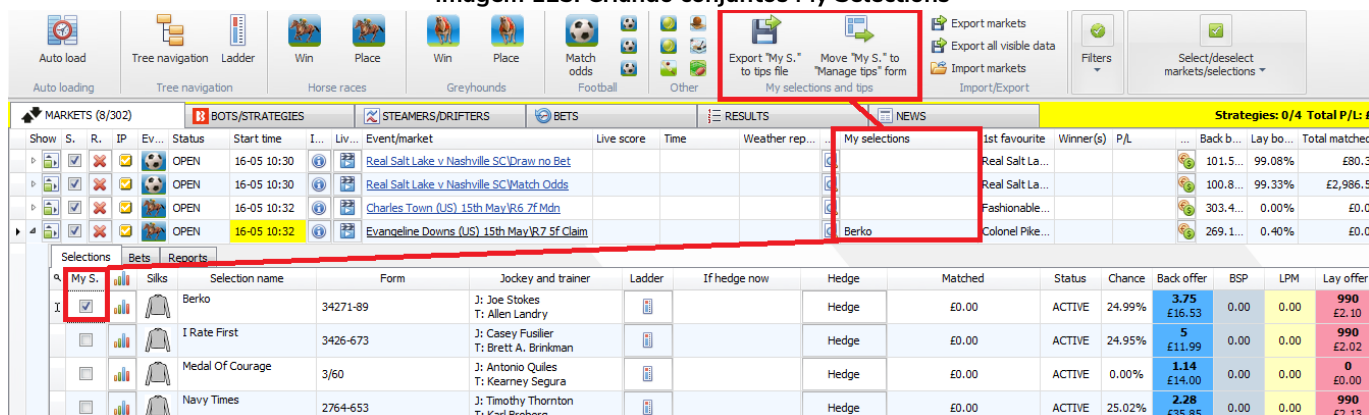 Imagem 113: Criando conjuntos My Selections
Auto load Tree navigation Ladder Win Place Win Place Match odds Export "My S." to tips file Move "My S." to "Manage tips" form Export markets Export all visible data Import markets Filters Select/deselect markets/selections
Auto loading Tree navigation Horse races Greyhounds Football Other My selections and tips Import/Export
MARKETS (8/302) BOTS/STRATEGIES STEAMERS/DRIFTERS BETS RESULTS NEWS Strategies: 0/4 Total P/L: £
Show S. R. IP Ev... Status Start time I... Liv... Event/market Live score Time Weather rep... ... My selections 1st favourite Winner(s) P/L ... Back b... Lay bo... Total matched
OPEN 16-05 10:30 Real Salt Lake v Nashville SC\Draw no Bet Real Salt La... 101.5... 99.08% £80.3
OPEN 16-05 10:30 Real Salt Lake v Nashville SC\Match Odds Real Salt La... 100.8... 99.33% £2,986.5
OPEN 16-05 10:32 Charles Town (US) 15th May\R6 7f Mdn Fashionable... 303.4... 0.00% £0.0
OPEN 16-05 10:32 Evangeline Downs (US) 15th May\R7 5f Claim Berko Colonel Pike... 269.1... 0.40% £0.0
Selections Bets Reports
My S. Silks Selection name Form Jockey and trainer Ladder If hedge now Hedge Matched Status Chance Back offer BSP LPM Lay offer
Berko 34271-89 J: Joe Stokes T: Allen Landry Hedge £0.00 ACTIVE 24.99% 3.75 £16.53 0.00 0.00 990 £2.10
I Rate First 3426-673 J: Casey Fusilier T: Brett A. Brinkman Hedge £0.00 ACTIVE 24.95% 5 £11.99 0.00 0.00 990 £2.02
Medal Of Courage 3/60 J: Antonio Quiles T: Kearney Segura Hedge £0.00 ACTIVE 0.00% 1.14 £14.00 0.00 0.00 0 £0.00
Navy Times 2764-653 J: Timothy Thornton Hedge £0.00 ACTIVE 25.02% 2.28 0.00 0.00 990